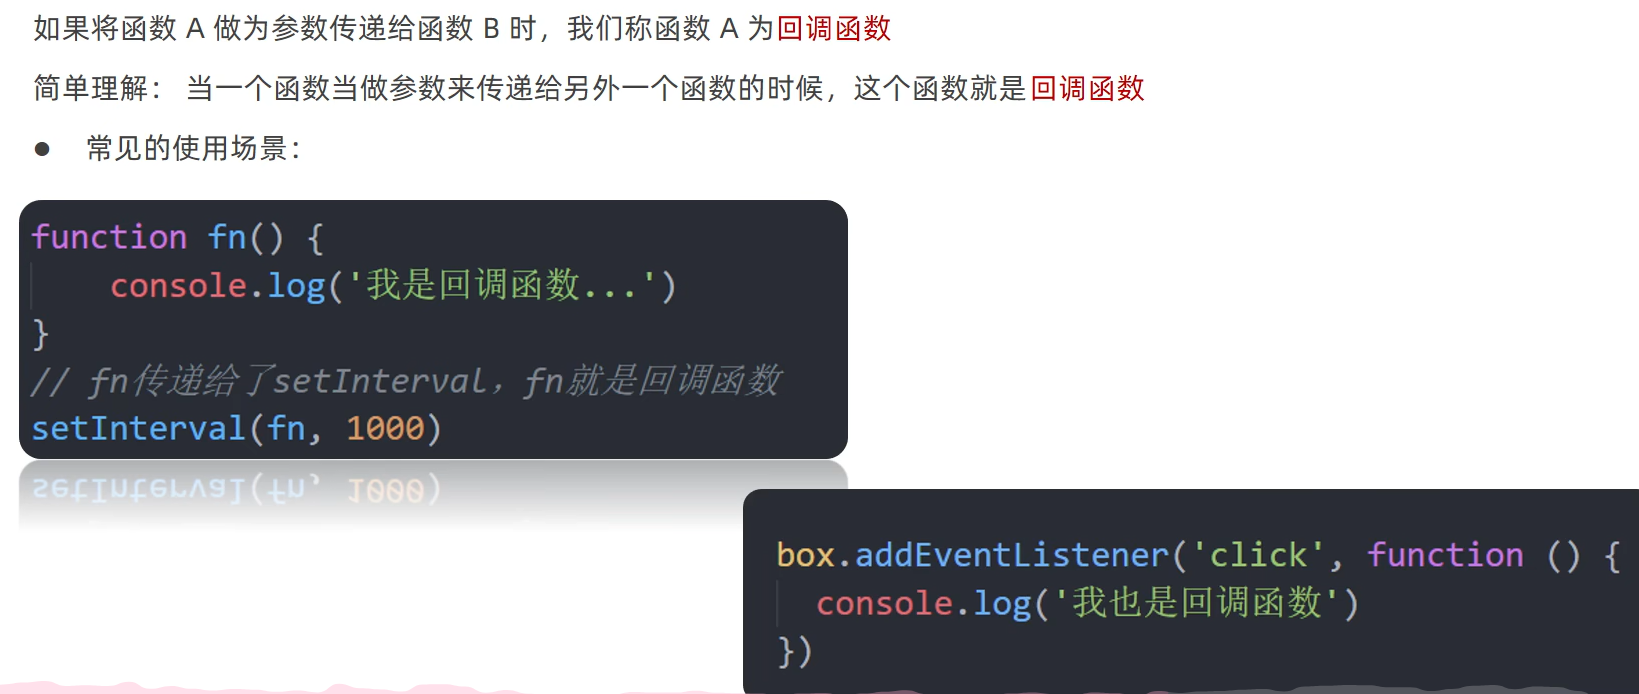 如果将函数 A 做为参数传递给函数 B 时，我们称函数 A 为回调函数
简单理解： 当一个函数当做参数来传递给另外一个函数的时候，这个函数就是回调函数
● 常见的使用场景：
function fn() {
    console.log('我是回调函数...')
}
// fn传递给了setInterval，fn就是回调函数
setInterval(fn, 1000)
box.addEventListener('click', function () {
  console.log('我也是回调函数')
})